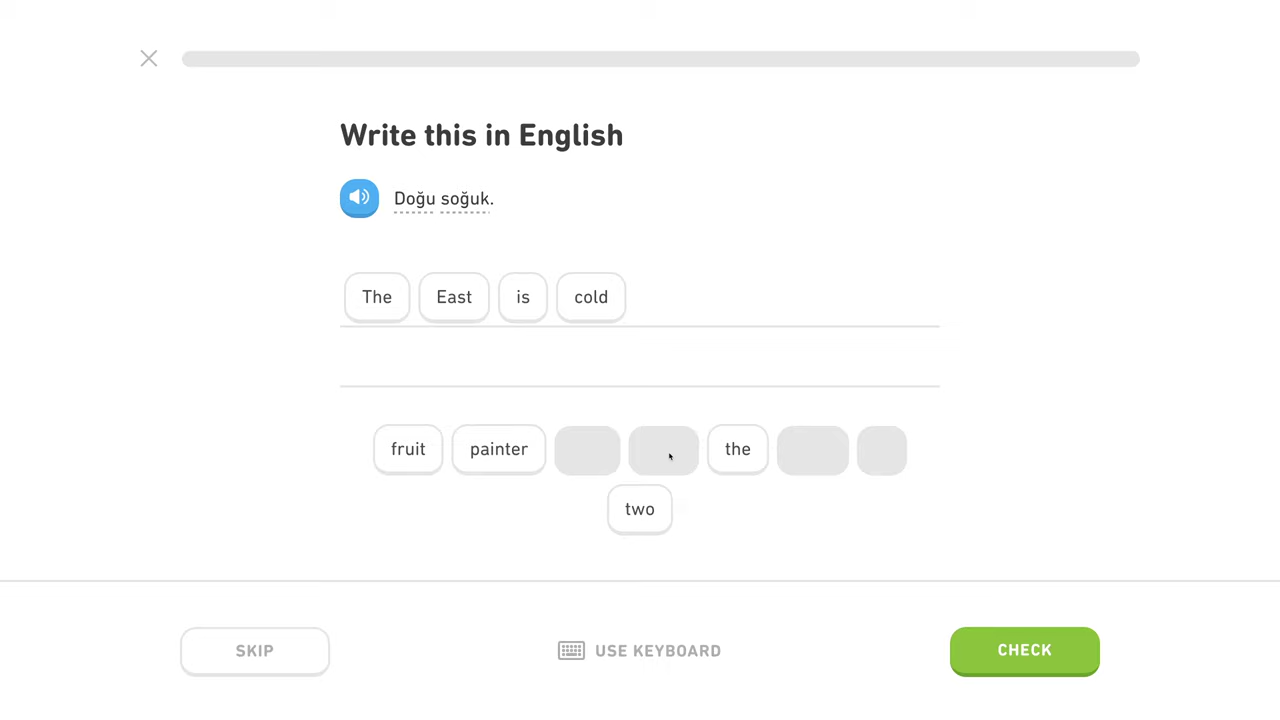 Write this in English
Doğu soğuk.
The East is cold
fruit painter the
two
SKIP USE KEYBOARD CHECK